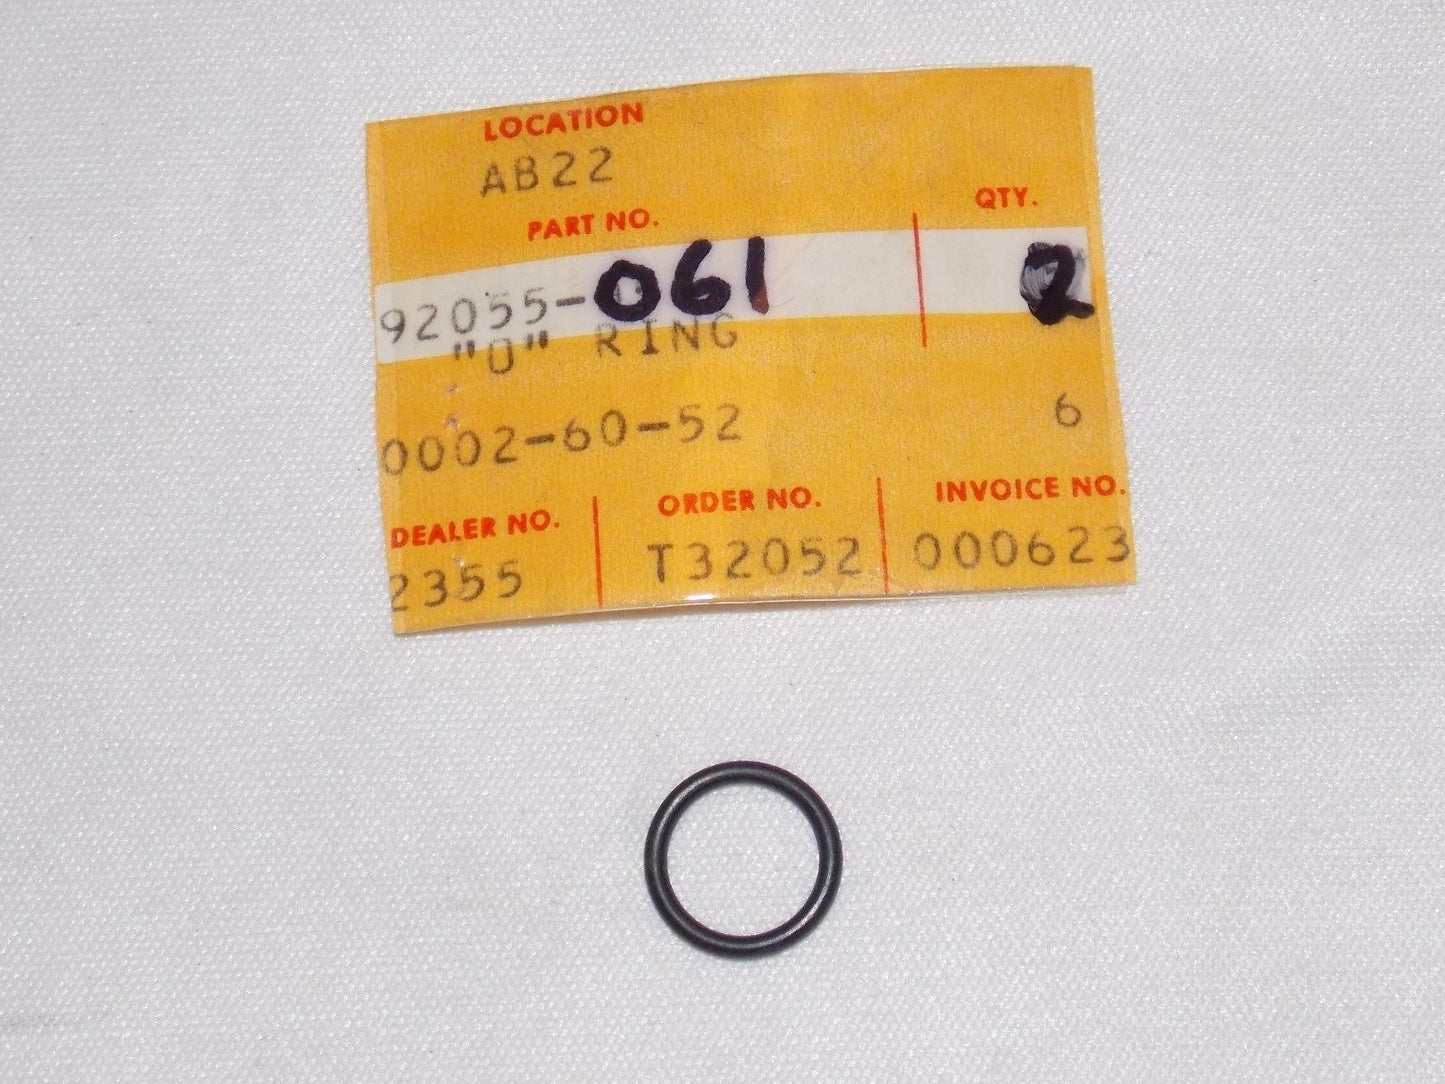 LOCATION
AB22
PART NO. QTY.
92055-061 2
"O" RING
0002-60-52 6
DEALER NO. ORDER NO. INVOICE NO.
2355 T32052 000623